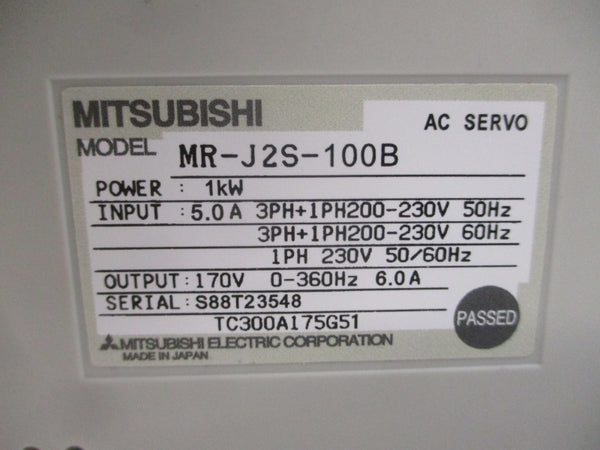 MITSUBISHI
AC SERVO
MODEL MR-J2S-100B
POWER : 1kW
INPUT : 5.0A 3PH+1PH200-230V 50Hz
3PH+1PH200-230V 60Hz
1PH 230V 50/60Hz
OUTPUT : 170V 0-360Hz 6.0A
SERIAL : S88T23548
TC300A175G51
PASSED
MITSUBISHI ELECTRIC CORPORATION
MADE IN JAPAN